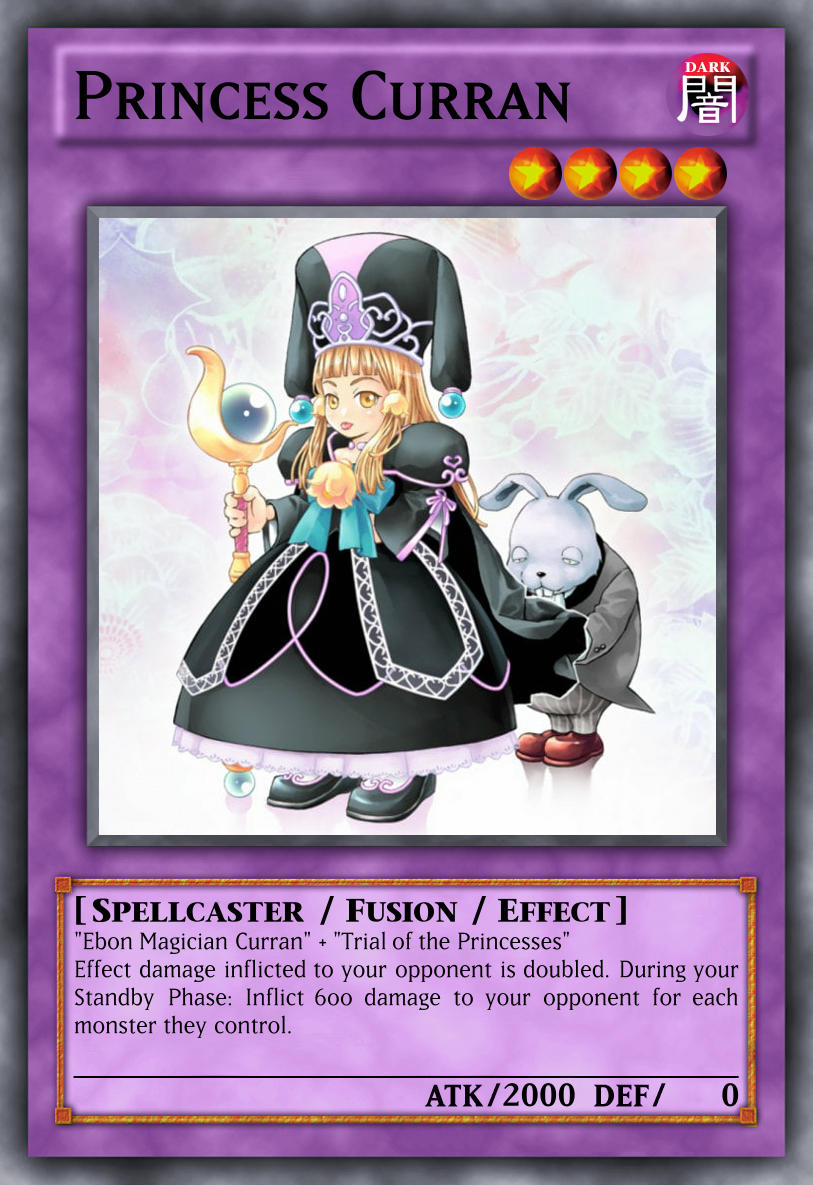 Princess Curran
DARK
闇
[ Spellcaster / Fusion / Effect ]
"Ebon Magician Curran" + "Trial of the Princesses"
Effect damage inflicted to your opponent is doubled. During your
Standby Phase: Inflict 600 damage to your opponent for each
monster they control.
ATK/2000 DEF/ 0